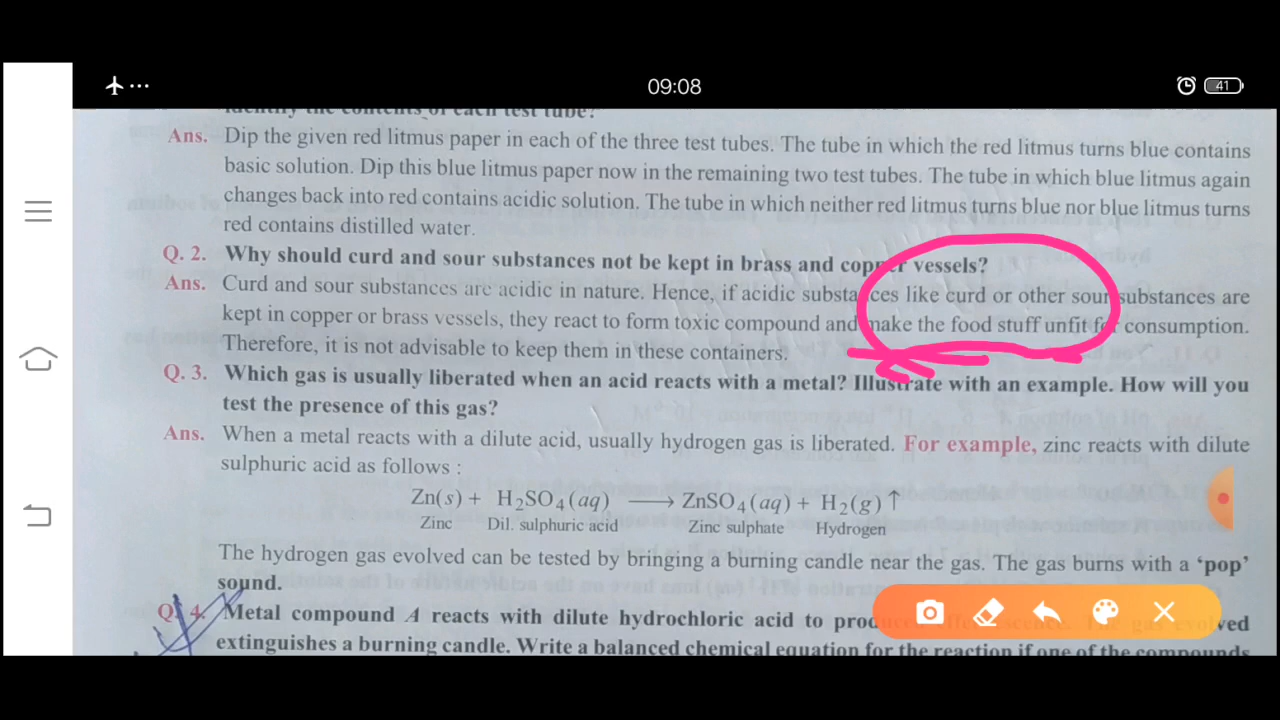 09:08
41
identify the contents of each test tube?
Ans. Dip the given red litmus paper in each of the three test tubes. The tube in which the red litmus turns blue contains
basic solution. Dip this blue litmus paper now in the remaining two test tubes. The tube in which blue litmus again
changes back into red contains acidic solution. The tube in which neither red litmus turns blue nor blue litmus turns
red contains distilled water.
Q. 2. Why should curd and sour substances not be kept in brass and copper vessels?
Ans. Curd and sour substances are acidic in nature. Hence, if acidic substances like curd or other sour substances are
kept in copper or brass vessels, they react to form toxic compound and make the food stuff unfit for consumption.
Therefore, it is not advisable to keep them in these containers.
Q. 3. Which gas is usually liberated when an acid reacts with a metal? Illustrate with an example. How will you
test the presence of this gas?
Ans. When a metal reacts with a dilute acid, usually hydrogen gas is liberated. For example, zinc reacts with dilute
sulphuric acid as follows :
Zn(s) + H₂SO₄(aq) ⟶ ZnSO₄(aq) + H₂(g)↑
Zinc Dil. sulphuric acid Zinc sulphate Hydrogen
The hydrogen gas evolved can be tested by bringing a burning candle near the gas. The gas burns with a ‘pop’
sound.
Q. 4. Metal compound A reacts with dilute hydrochloric acid to
extinguishes a burning candle. Write a balanced chemical equation for the reaction if one of the compounds